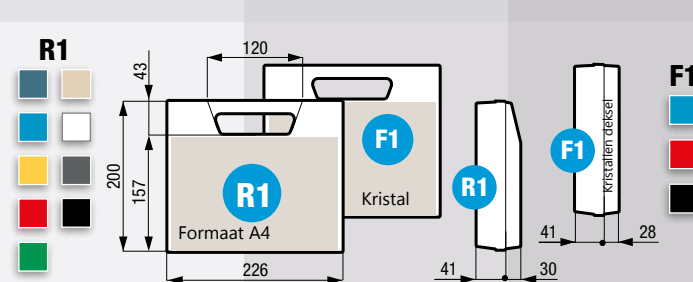 R1
120
43
200
157
R1
Formaat A4
226
F1
Kristal
R1
41
30
F1
Kristallen deksel
41
28
F1